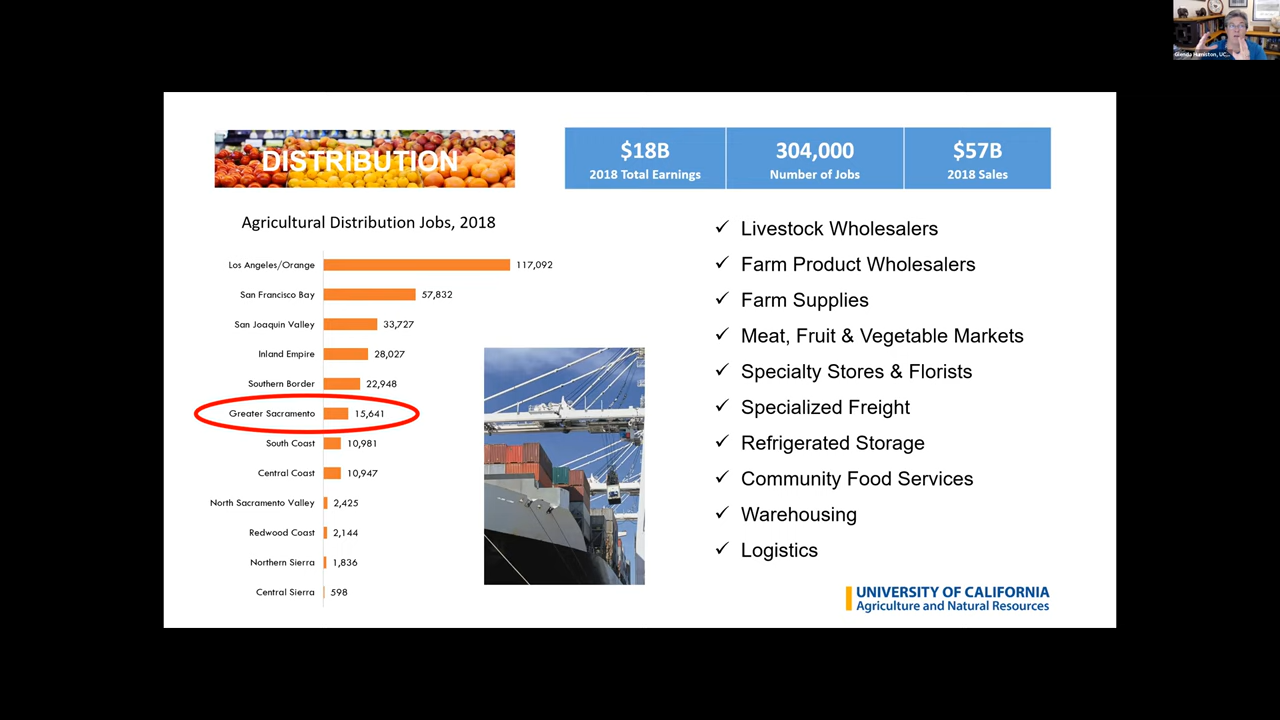 Glenda Humiston, UC...
DISTRIBUTION
$18B
2018 Total Earnings
304,000
Number of Jobs
$57B
2018 Sales
Agricultural Distribution Jobs, 2018
Los Angeles/Orange 117,092
San Francisco Bay 57,832
San Joaquin Valley 33,727
Inland Empire 28,027
Southern Border 22,948
Greater Sacramento 15,641
South Coast 10,981
Central Coast 10,947
North Sacramento Valley 2,425
Redwood Coast 2,144
Northern Sierra 1,836
Central Sierra 598
✓ Livestock Wholesalers
✓ Farm Product Wholesalers
✓ Farm Supplies
✓ Meat, Fruit & Vegetable Markets
✓ Specialty Stores & Florists
✓ Specialized Freight
✓ Refrigerated Storage
✓ Community Food Services
✓ Warehousing
✓ Logistics
UNIVERSITY OF CALIFORNIA
Agriculture and Natural Resources